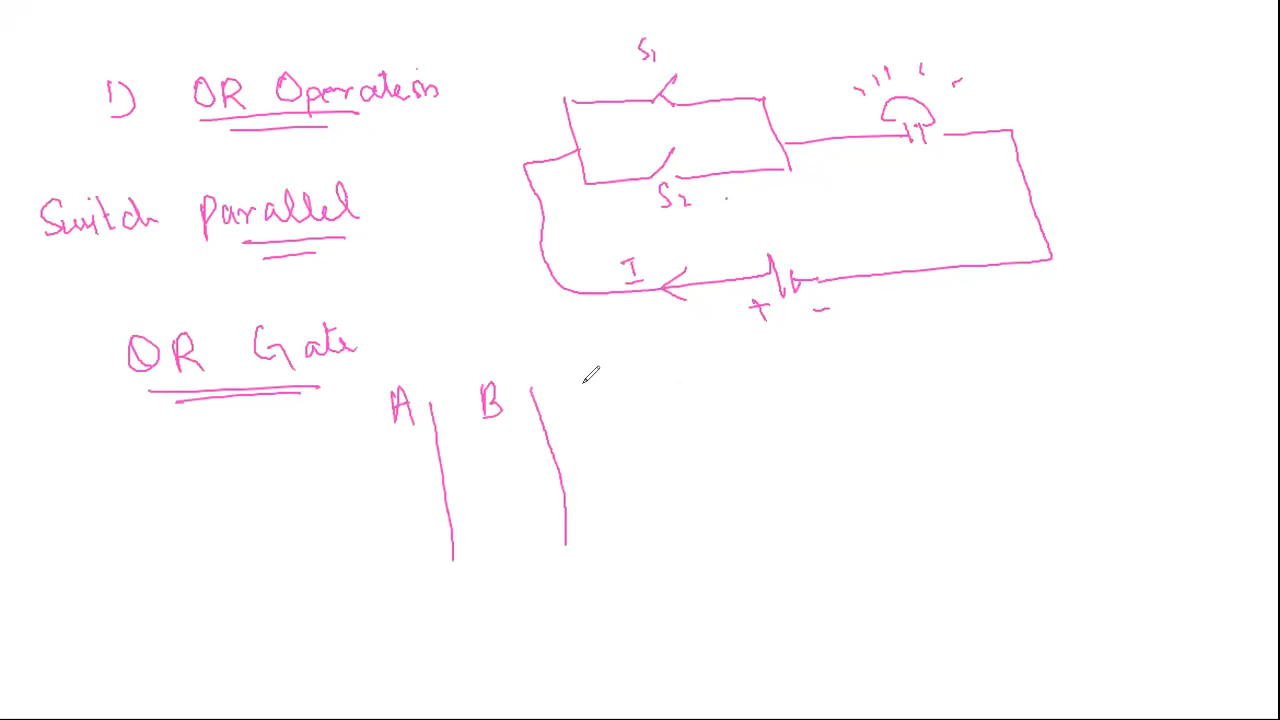 1) OR Operation
S1
Switch parallel
S2
I
+ -
OR Gate
A B